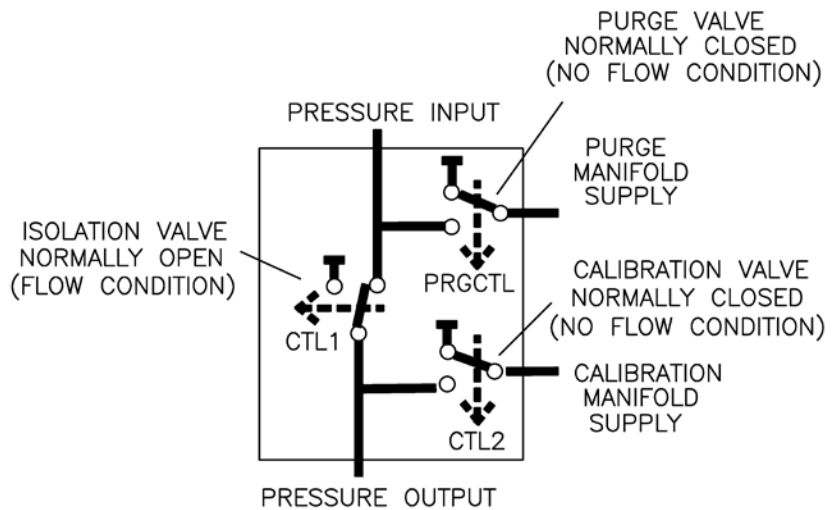 PURGE VALVE
NORMALLY CLOSED
(NO FLOW CONDITION)
PRESSURE INPUT
PURGE
MANIFOLD
SUPPLY
ISOLATION VALVE
NORMALLY OPEN
(FLOW CONDITION)
PRGCTL
CALIBRATION VALVE
NORMALLY CLOSED
(NO FLOW CONDITION)
CTL1
CALIBRATION
MANIFOLD
SUPPLY
CTL2
PRESSURE OUTPUT